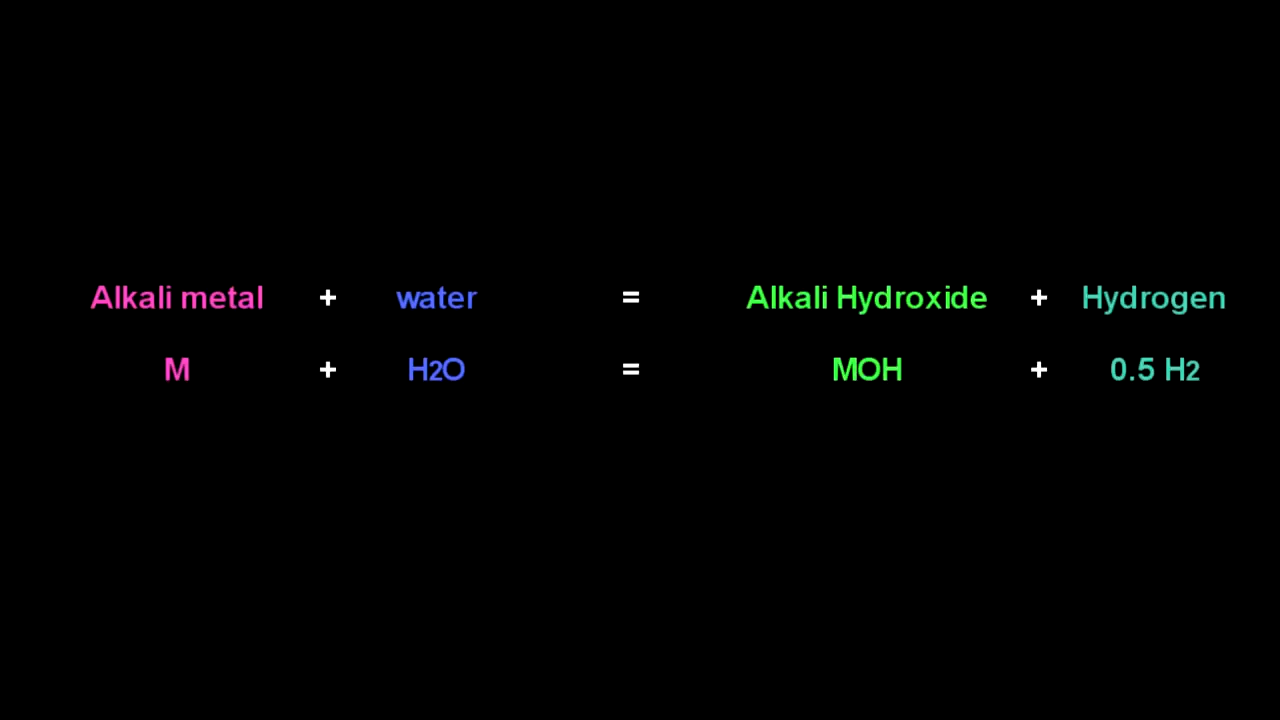 Alkali metal + water = Alkali Hydroxide + Hydrogen
M + H2O = MOH + 0.5 H2